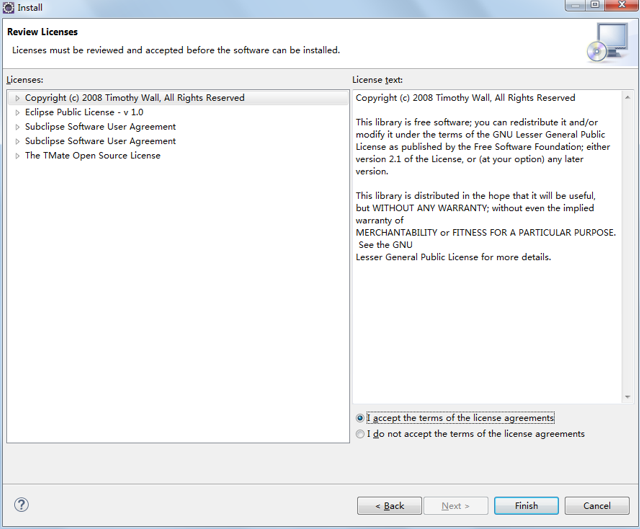 Install
Review Licenses
Licenses must be reviewed and accepted before the software can be installed.
Licenses:
Copyright (c) 2008 Timothy Wall, All Rights Reserved
Eclipse Public License - v 1.0
Subclipse Software User Agreement
Subclipse Software User Agreement
The TMate Open Source License
License text:
Copyright (c) 2008 Timothy Wall, All Rights Reserved
This library is free software; you can redistribute it and/or
modify it under the terms of the GNU Lesser General Public
License as published by the Free Software Foundation; either
version 2.1 of the License, or (at your option) any later
version.
This library is distributed in the hope that it will be useful,
but WITHOUT ANY WARRANTY; without even the implied
warranty of
MERCHANTABILITY or FITNESS FOR A PARTICULAR PURPOSE.
See the GNU
Lesser General Public License for more details.
I accept the terms of the license agreements
I do not accept the terms of the license agreements
?
< Back
Next >
Finish
Cancel